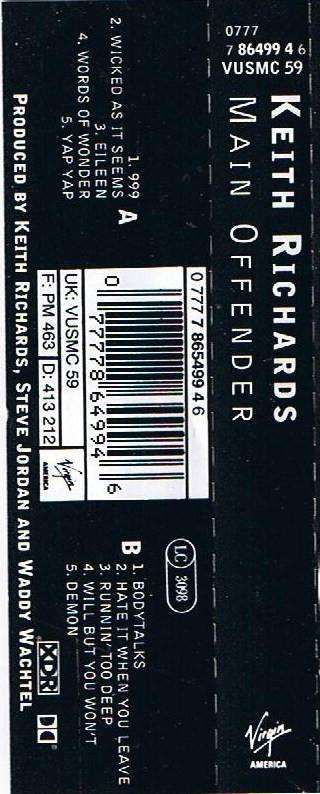 0777
7 86499 4 6
VUSMC 59
KEITH RICHARDS
MAIN OFFENDER
Virgin
AMERICA
A
1. 999
2. WICKED AS IT SEEMS
3. EILEEN
4. WORDS OF WONDER
5. YAP YAP
0 7777 865499 4 6
0 77778 64994 6
UK: VUSMC 59
F: PM 463
D: 413 212
Virgin
AMERICA
LC 3098
B
1. BODYTALKS
2. HATE IT WHEN YOU LEAVE
3. RUNNIN' TOO DEEP
4. WILL BUT YOU WON'T
5. DEMON
PRODUCED BY KEITH RICHARDS, STEVE JORDAN AND WADDY WACHTEL
XDR